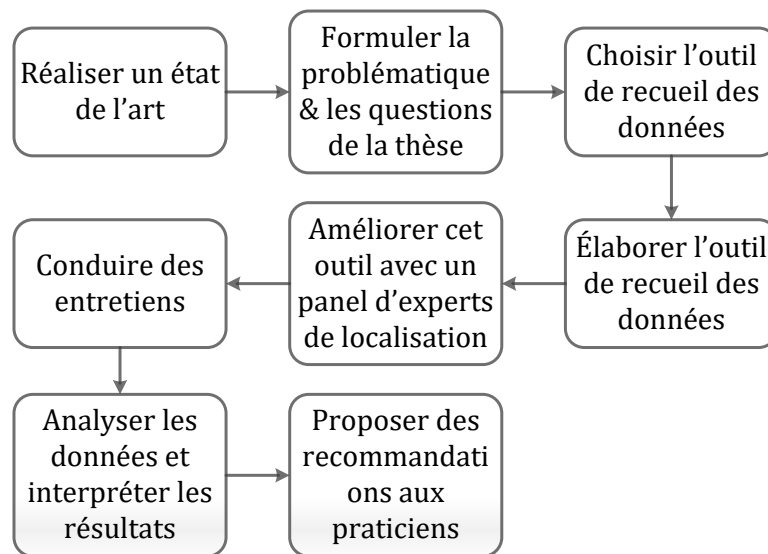 Réaliser un état
de l’art
Formuler la
problématique
& les questions
de la thèse
Choisir l’outil
de recueil des
données
Élaborer l’outil
de recueil des
données
Améliorer cet
outil avec un
panel d’experts
de localisation
Conduire des
entretiens
Analyser les
données et
interpréter les
résultats
Proposer des
recommandati
ons aux
praticiens